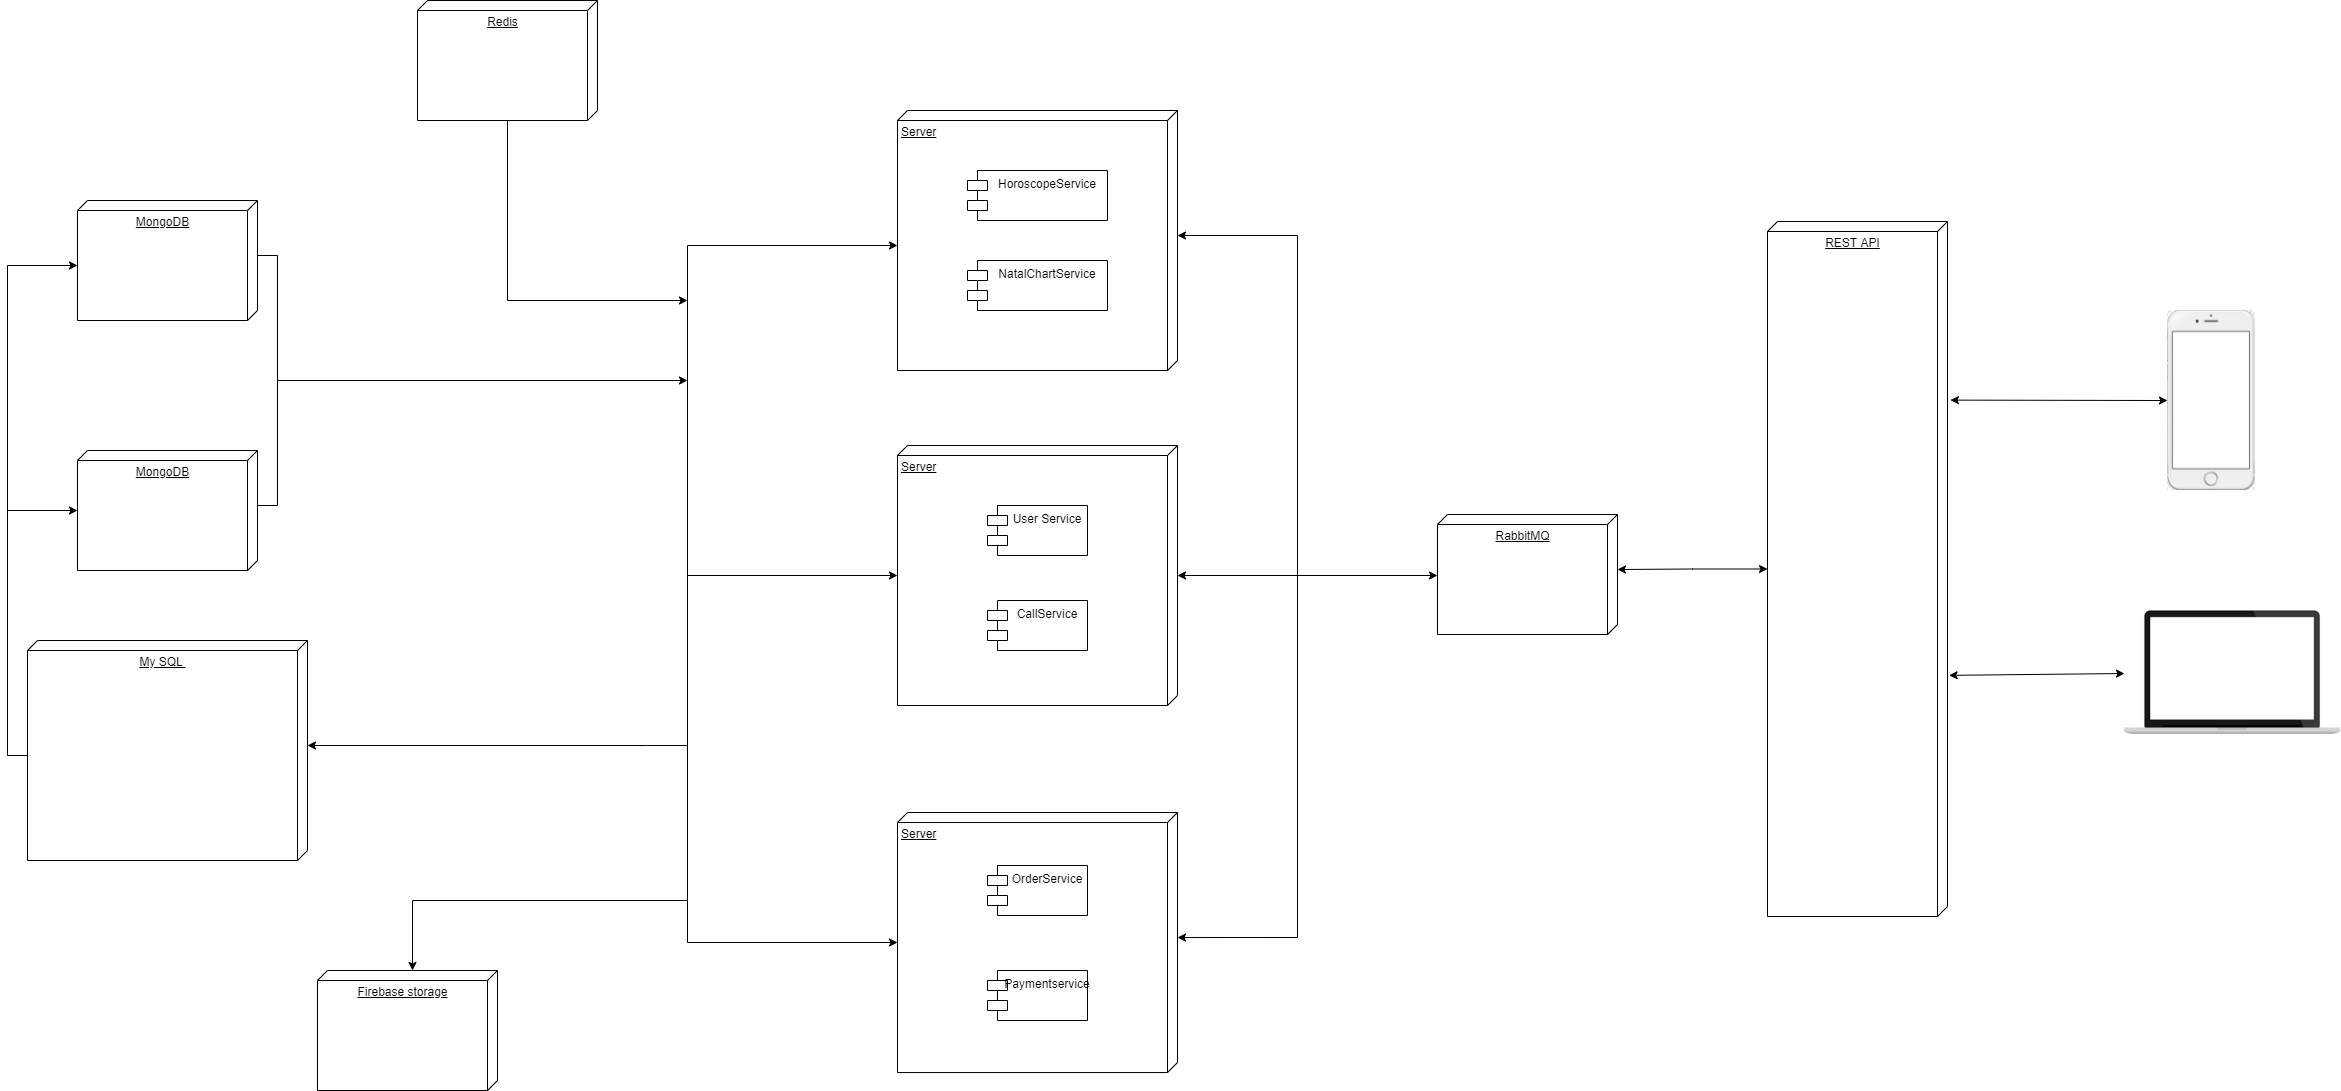 Redis
MongoDB
MongoDB
My SQL
Firebase storage
Server
HoroscopeService
NatalChartService
Server
User Service
CallService
Server
OrderService
Paymentservice
RabbitMQ
REST API